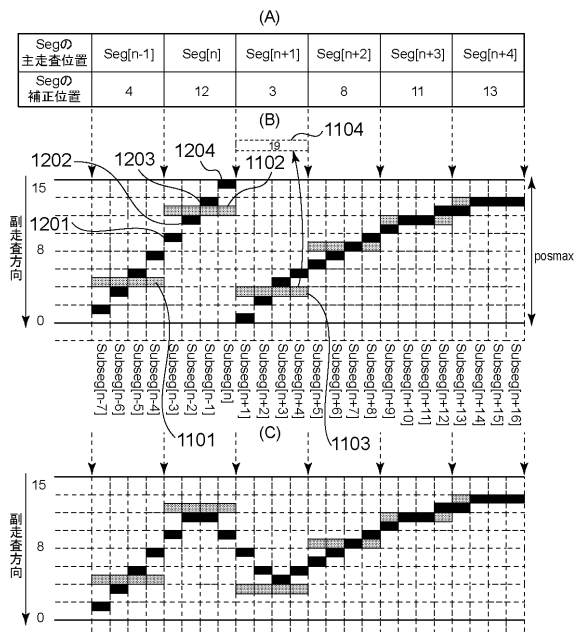 (A)
Segの
主走査位置
Seg[n-1]
Seg[n]
Seg[n+1]
Seg[n+2]
Seg[n+3]
Seg[n+4]
Segの
補正位置
4
12
3
8
11
13
(B)
1104
19
1204
1203
1202
1102
1201
15
8
0
副走査方向
posmax
Subseg[n-7]
Subseg[n-6]
Subseg[n-5]
Subseg[n-4]
Subseg[n-3]
Subseg[n-2]
Subseg[n-1]
Subseg[n]
Subseg[n+1]
Subseg[n+2]
Subseg[n+3]
Subseg[n+4]
Subseg[n+5]
Subseg[n+6]
Subseg[n+7]
Subseg[n+8]
Subseg[n+9]
Subseg[n+10]
Subseg[n+11]
Subseg[n+12]
Subseg[n+13]
Subseg[n+14]
Subseg[n+15]
Subseg[n+16]
1101
1103
(C)
15
8
0
副走査方向